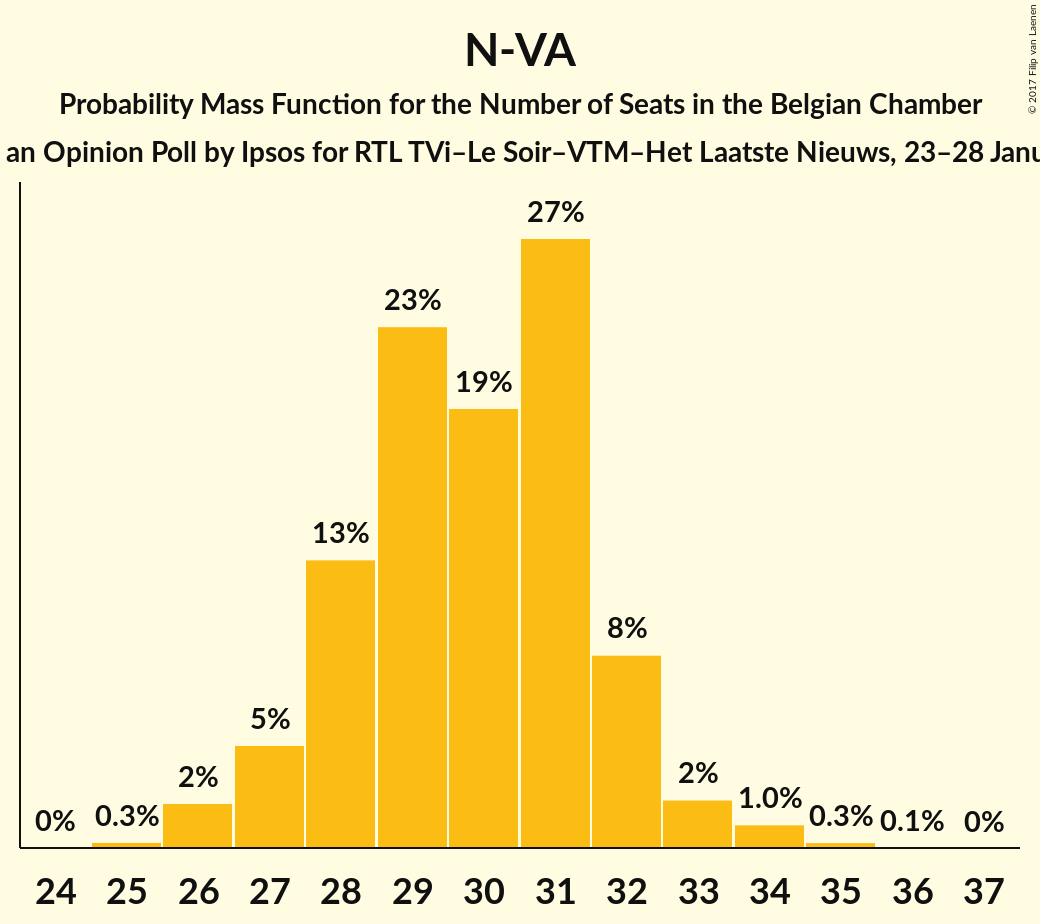 N-VA
Probability Mass Function for the Number of Seats in the Belgian Chamber
an Opinion Poll by Ipsos for RTL TVi–Le Soir–VTM–Het Laatste Nieuws, 23–28 Janu
© 2017 Filip van Laenen
0% 0.3% 2% 5% 13% 23% 19% 27% 8% 2% 1.0% 0.3% 0.1% 0%
24 25 26 27 28 29 30 31 32 33 34 35 36 37